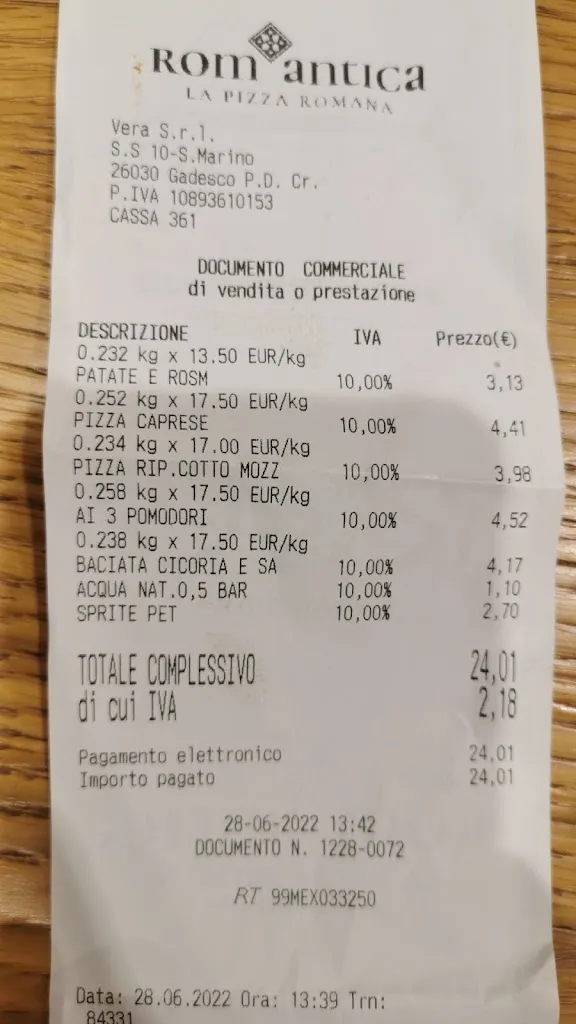 Rom antica
LA PIZZA ROMANA
Vera S.r.l.
S.S 10-S.Marino
26030 Gadesco P.D. Cr.
P.IVA 10893610153
CASSA 361
DOCUMENTO COMMERCIALE
di vendita o prestazione
DESCRIZIONE IVA Prezzo(€)
0.232 kg x 13.50 EUR/kg
PATATE E ROSM 10,00% 3,13
0.252 kg x 17.50 EUR/kg
PIZZA CAPRESE 10,00% 4,41
0.234 kg x 17.00 EUR/kg
PIZZA RIP.COTTO MOZZ 10,00% 3,98
0.258 kg x 17.50 EUR/kg
AI 3 POMODORI 10,00% 4,52
0.238 kg x 17.50 EUR/kg
BACIATA CICORIA E SA 10,00% 4,17
ACQUA NAT.0,5 BAR 10,00% 1,10
SPRITE PET 10,00% 2,70
TOTALE COMPLESSIVO 24,01
di cui IVA 2,18
Pagamento elettronico 24,01
Importo pagato 24,01
28-06-2022 13:42
DOCUMENTO N. 1228-0072
RT 99MEX033250
Data: 28.06.2022 Ora: 13:39 Trn:
84331